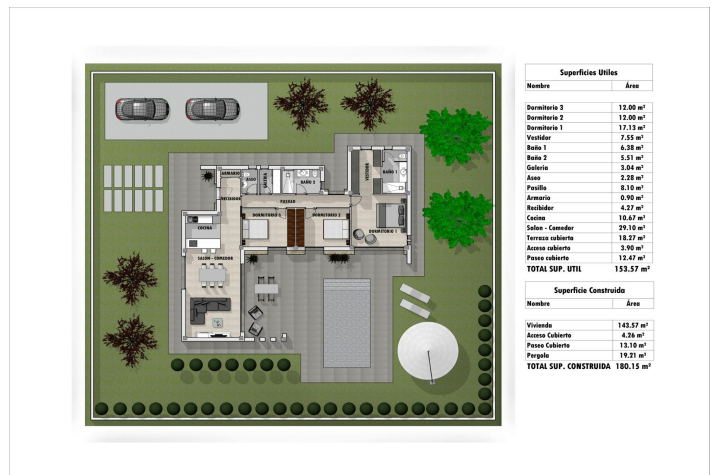 ARMARIO
ASEO
GALERIA
BAÑO 2
VESTIDOR
BAÑO 1
RECIBIDOR
PASILLO
COCINA
DORMITORIO 3
DORMITORIO 2
DORMITORIO 1
SALON - COMEDOR
Superficies Utiles
Nombre Área
Dormitorio 3 12.00 m²
Dormitorio 2 12.00 m²
Dormitorio 1 17.13 m²
Vestidor 7.55 m²
Baño 1 6.38 m²
Baño 2 5.51 m²
Galeria 3.04 m²
Aseo 2.28 m²
Pasillo 8.10 m²
Armario 0.90 m²
Recibidor 4.27 m²
Cocina 10.67 m²
Salon - Comedor 29.10 m²
Terraza cubierta 18.27 m²
Acceso cubierto 3.90 m²
Paseo cubierto 12.47 m²
TOTAL SUP. UTIL 153.57 m²
Superficie Construida
Nombre Área
Vivienda 143.57 m²
Acceso Cubierto 4.26 m²
Paseo Cubierto 13.10 m²
Pergola 19.21 m²
TOTAL SUP. CONSTRUIDA 180.15 m²